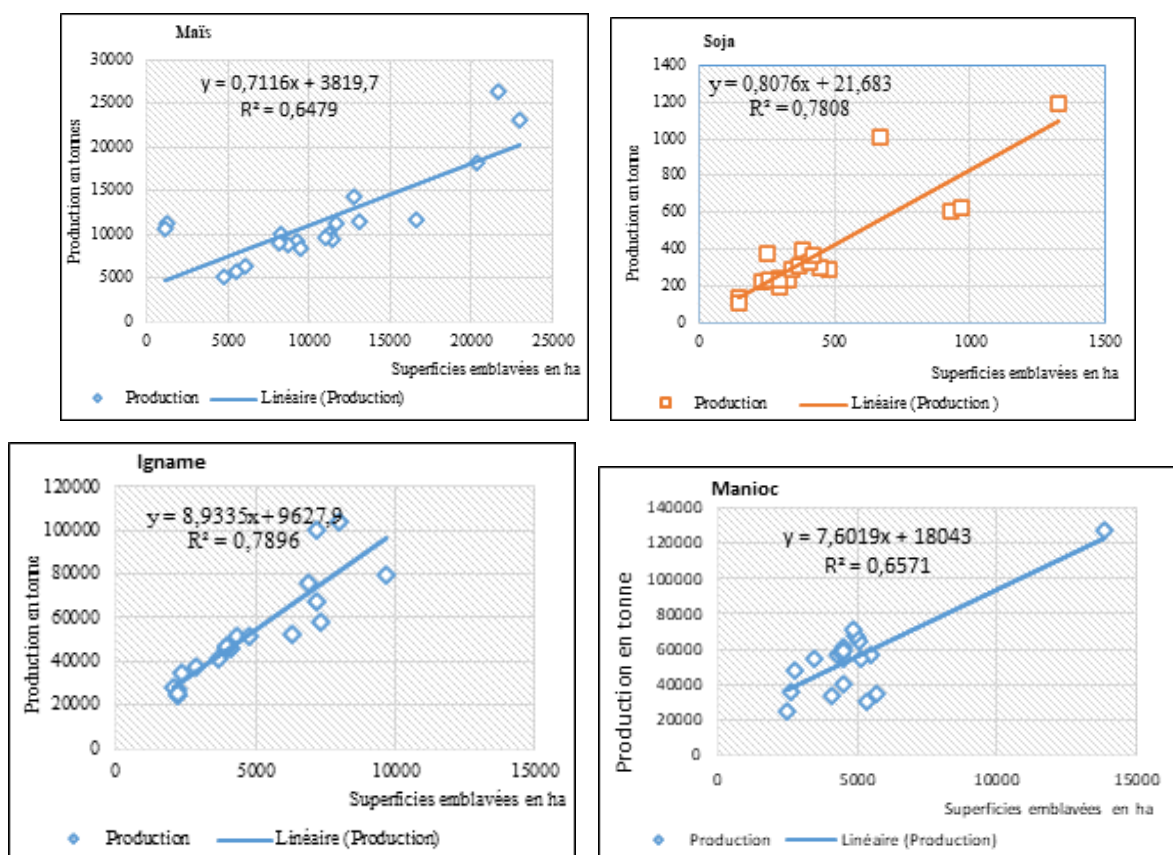 Maïs
y = 0,7116x + 3819,7
R² = 0,6479
Production en tonnes
30000
25000
20000
15000
10000
5000
0
0 5000 10000 15000 20000 25000
Superficies emblavées en ha
Production Linéaire (Production)
Soja
y = 0,8076x + 21,683
R² = 0,7808
Production en tonne
1400
1200
1000
800
600
400
200
0
0 500 1000 1500
Superficies emblavées en ha
Production Linéaire (Production )
Igname
y = 8,9335x + 9627,9
R² = 0,7896
Production en tonne
120000
100000
80000
60000
40000
20000
0
0 5000 10000 15000
Superficies emblavées en ha
Production Linéaire (Production)
Manioc
y = 7,6019x + 18043
R² = 0,6571
Production en tonne
140000
120000
100000
80000
60000
40000
20000
0
0 5000 10000 15000
Superficies emblavées en ha
Production Linéaire (Production)